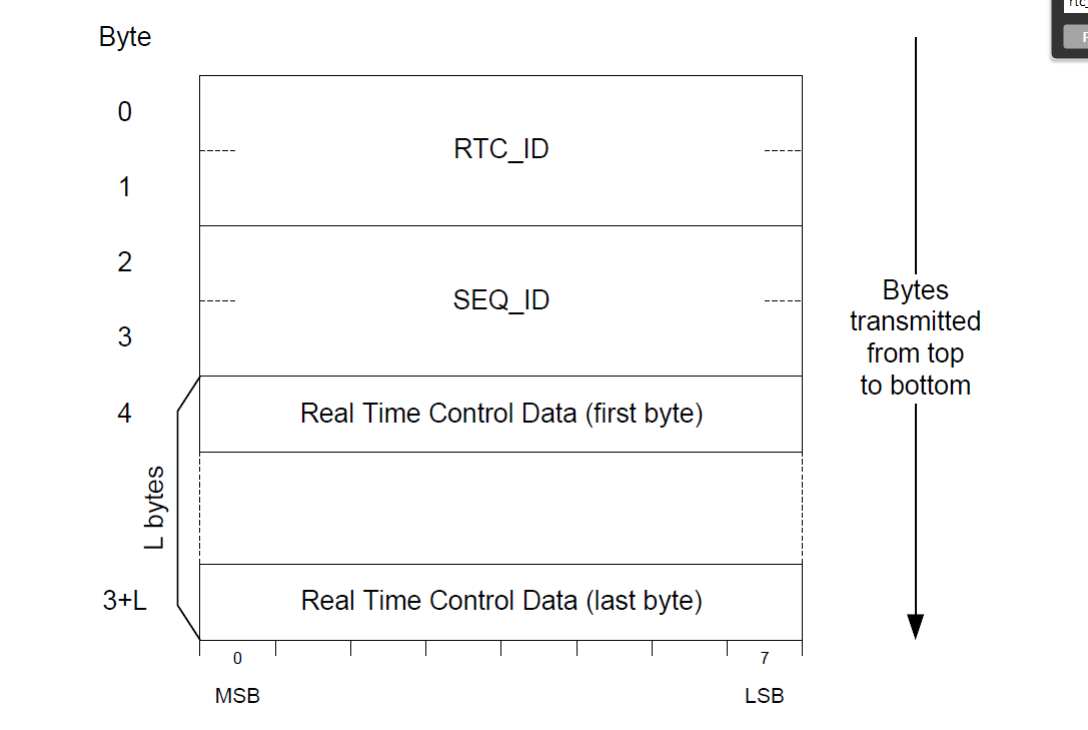 Byte
0
RTC_ID
1
2
SEQ_ID
3
4
Real Time Control Data (first byte)
L bytes
3+L
Real Time Control Data (last byte)
0
7
MSB
LSB
Bytes
transmitted
from top
to bottom